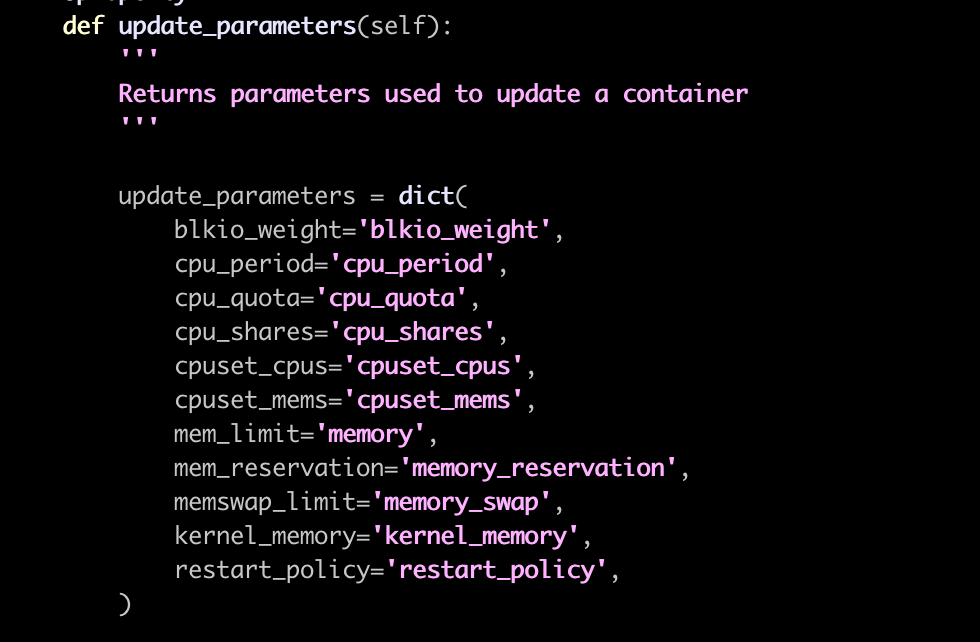 def update_parameters(self):
'''
Returns parameters used to update a container
'''
update_parameters = dict(
blkio_weight='blkio_weight',
cpu_period='cpu_period',
cpu_quota='cpu_quota',
cpu_shares='cpu_shares',
cpuset_cpus='cpuset_cpus',
cpuset_mems='cpuset_mems',
mem_limit='memory',
mem_reservation='memory_reservation',
memswap_limit='memory_swap',
kernel_memory='kernel_memory',
restart_policy='restart_policy',
)